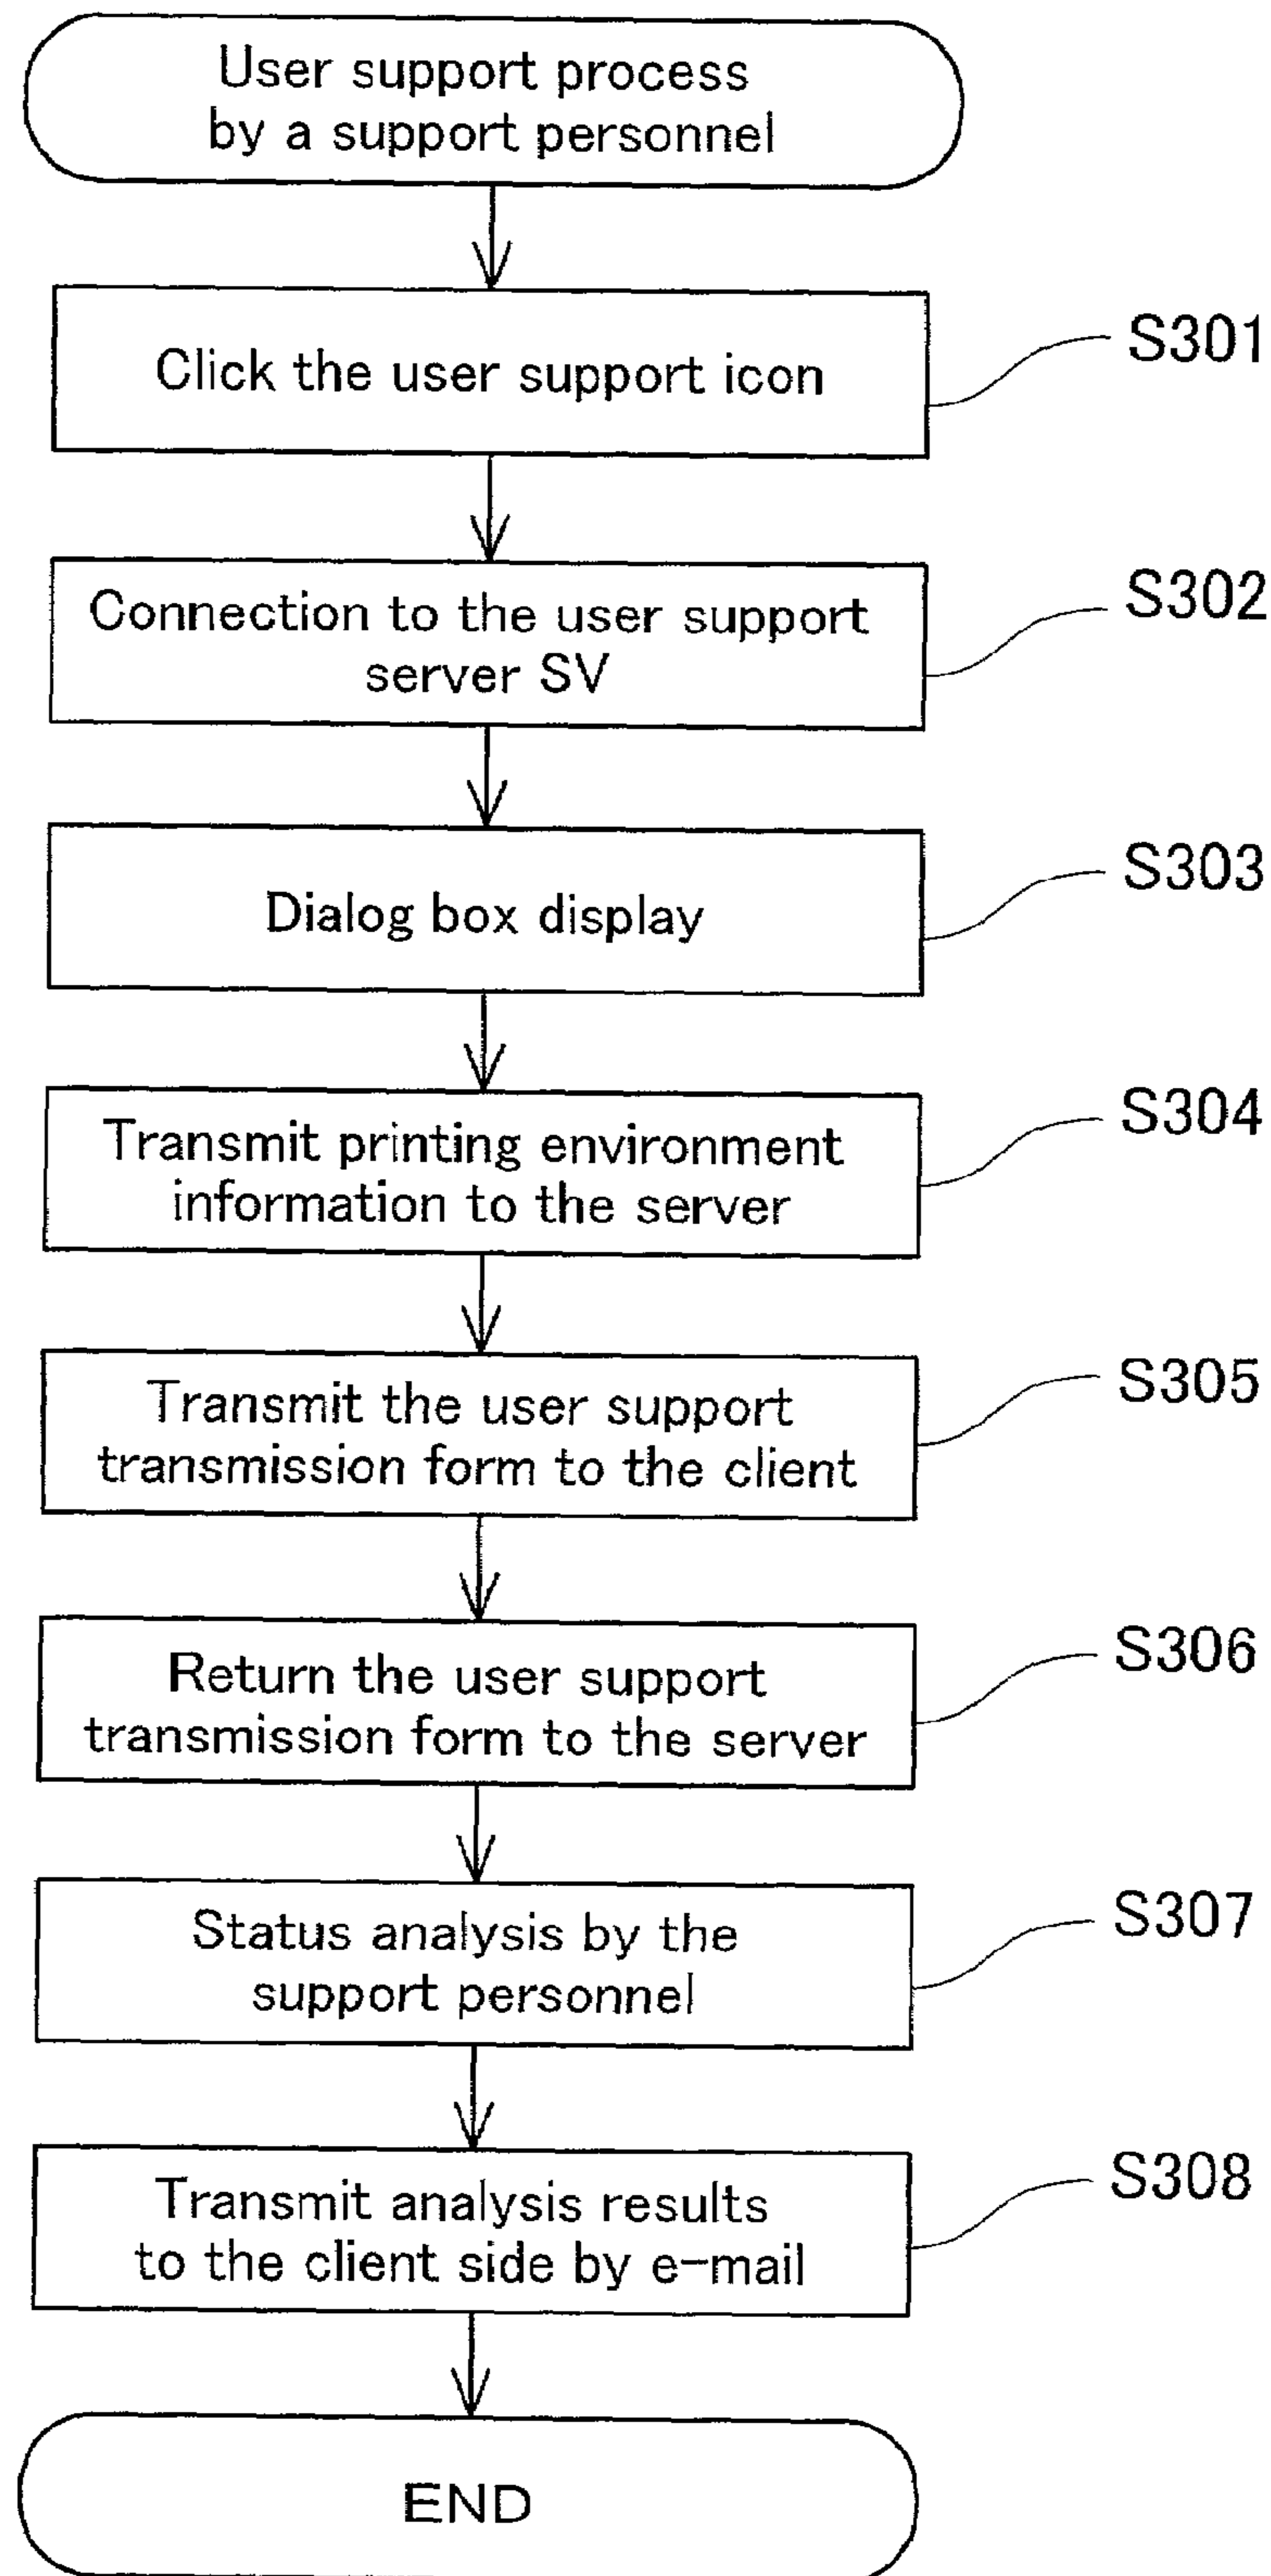 User support process
by a support personnel
Click the user support icon
S301
Connection to the user support
server SV
S302
Dialog box display
S303
Transmit printing environment
information to the server
S304
Transmit the user support
transmission form to the client
S305
Return the user support
transmission form to the server
S306
Status analysis by the
support personnel
S307
Transmit analysis results
to the client side by e-mail
S308
END